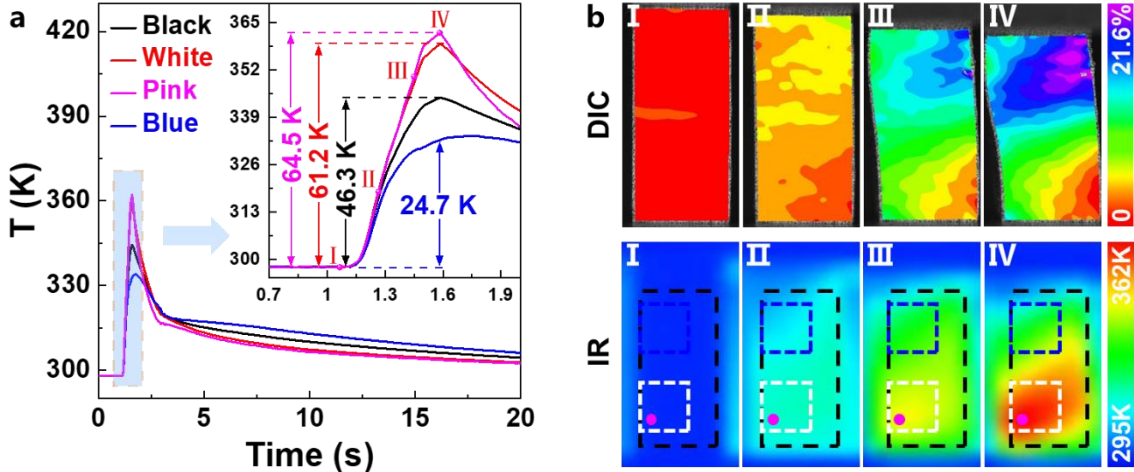 a
T (K)
420
390
360
330
300
0
5
10
15
20
Time (s)
Black
White
Pink
Blue
365
352
339
326
313
300
0.7
1
1.3
1.6
1.9
64.5 K
61.2 K
46.3 K
24.7 K
I
II
III
IV
b
DIC
I
II
III
IV
21.6%
0
IR
I
II
III
IV
362K
295K